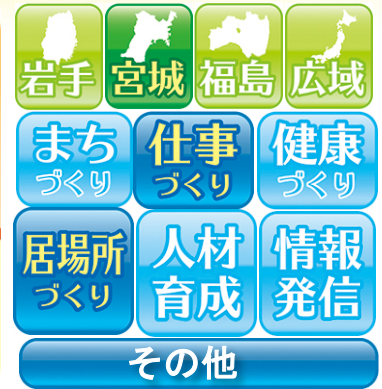 岩手 宮城 福島 広域
まち 仕事 健康
づくり づくり づくり
居場所 人材 情報
づくり 育成 発信
その他